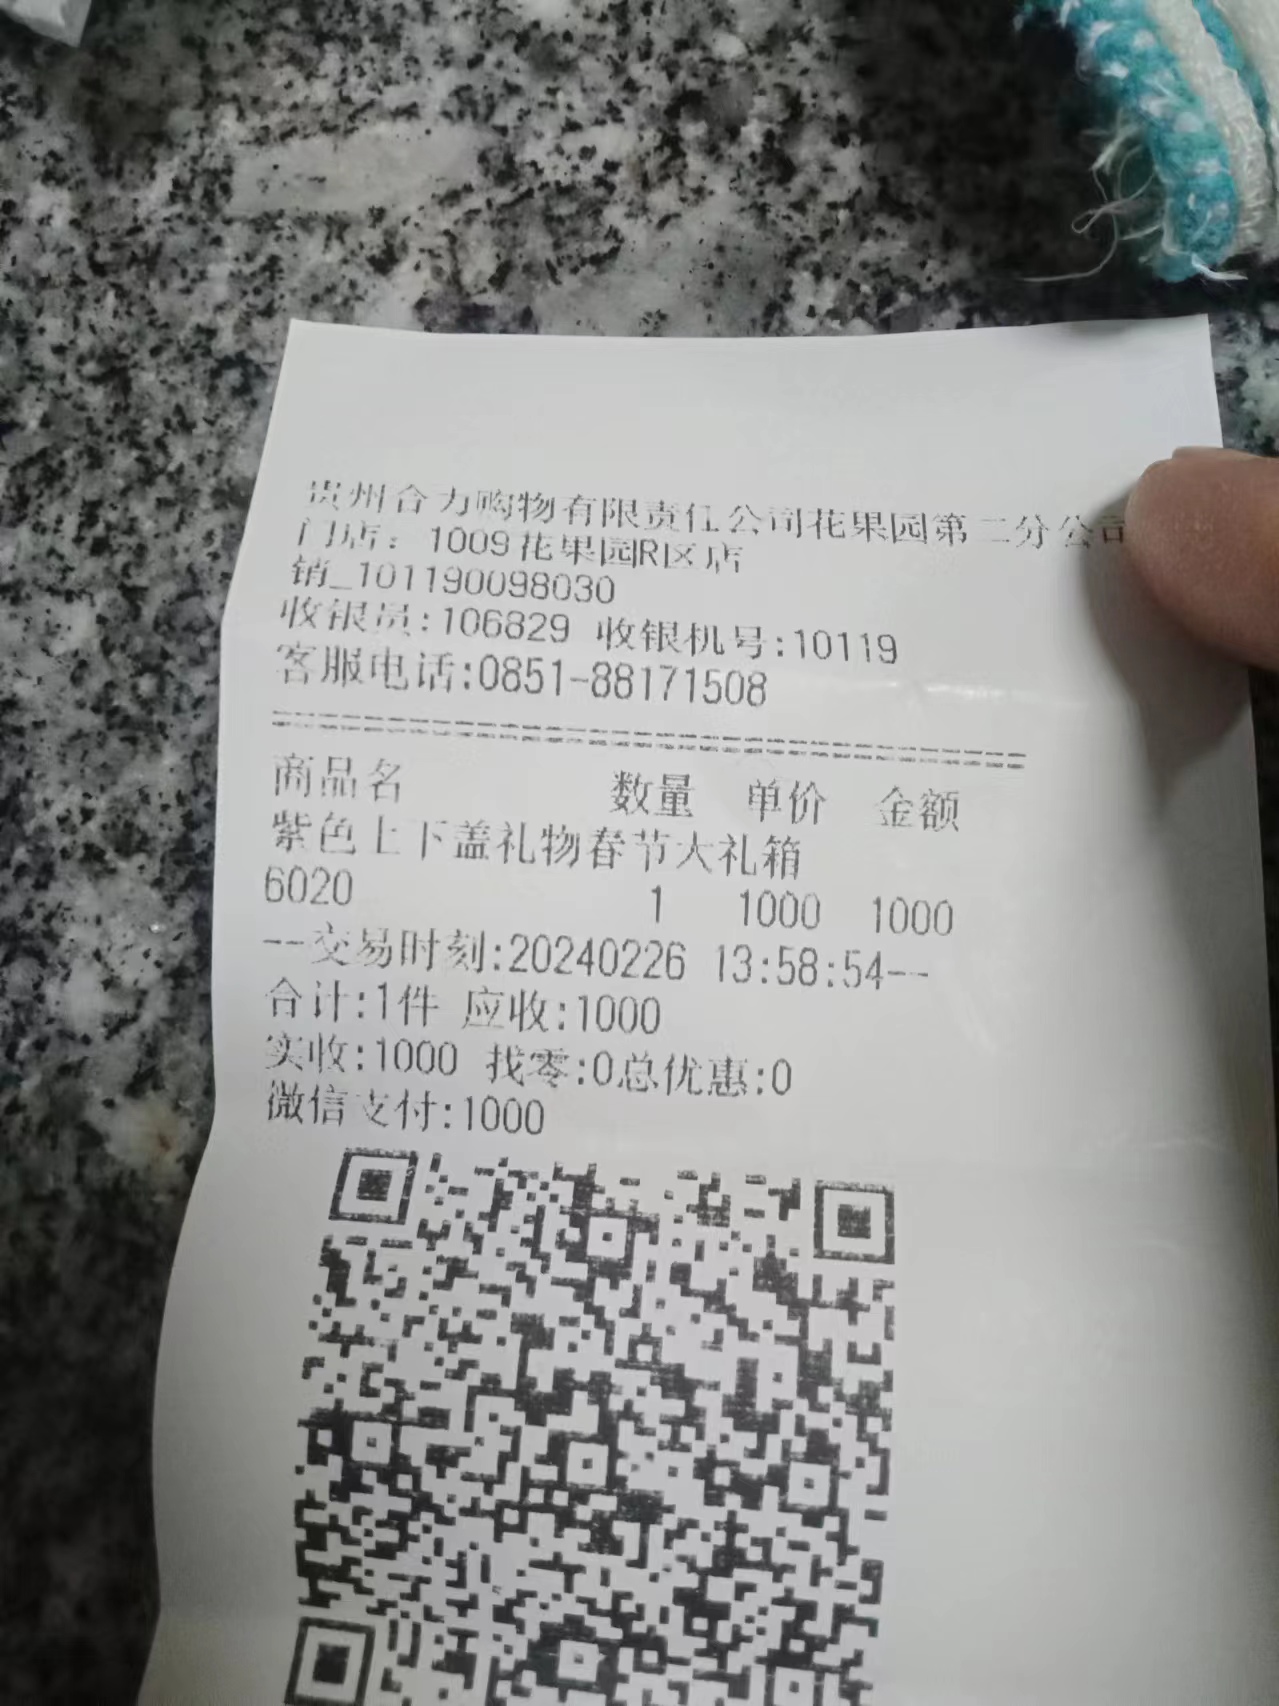 贵州合力购物有限责任公司花果园第二分公司
门店：1009花果园R区店
销_101190098030
收银员:106829 收银机号:10119
客服电话:0851-88171508
商品名 数量 单价 金额
紫色上下盖礼物春节大礼箱
6020 1 1000 1000
--交易时刻:20240226 13:58:54--
合计:1件 应收:1000
实收:1000 找零:0总优惠:0
微信支付:1000